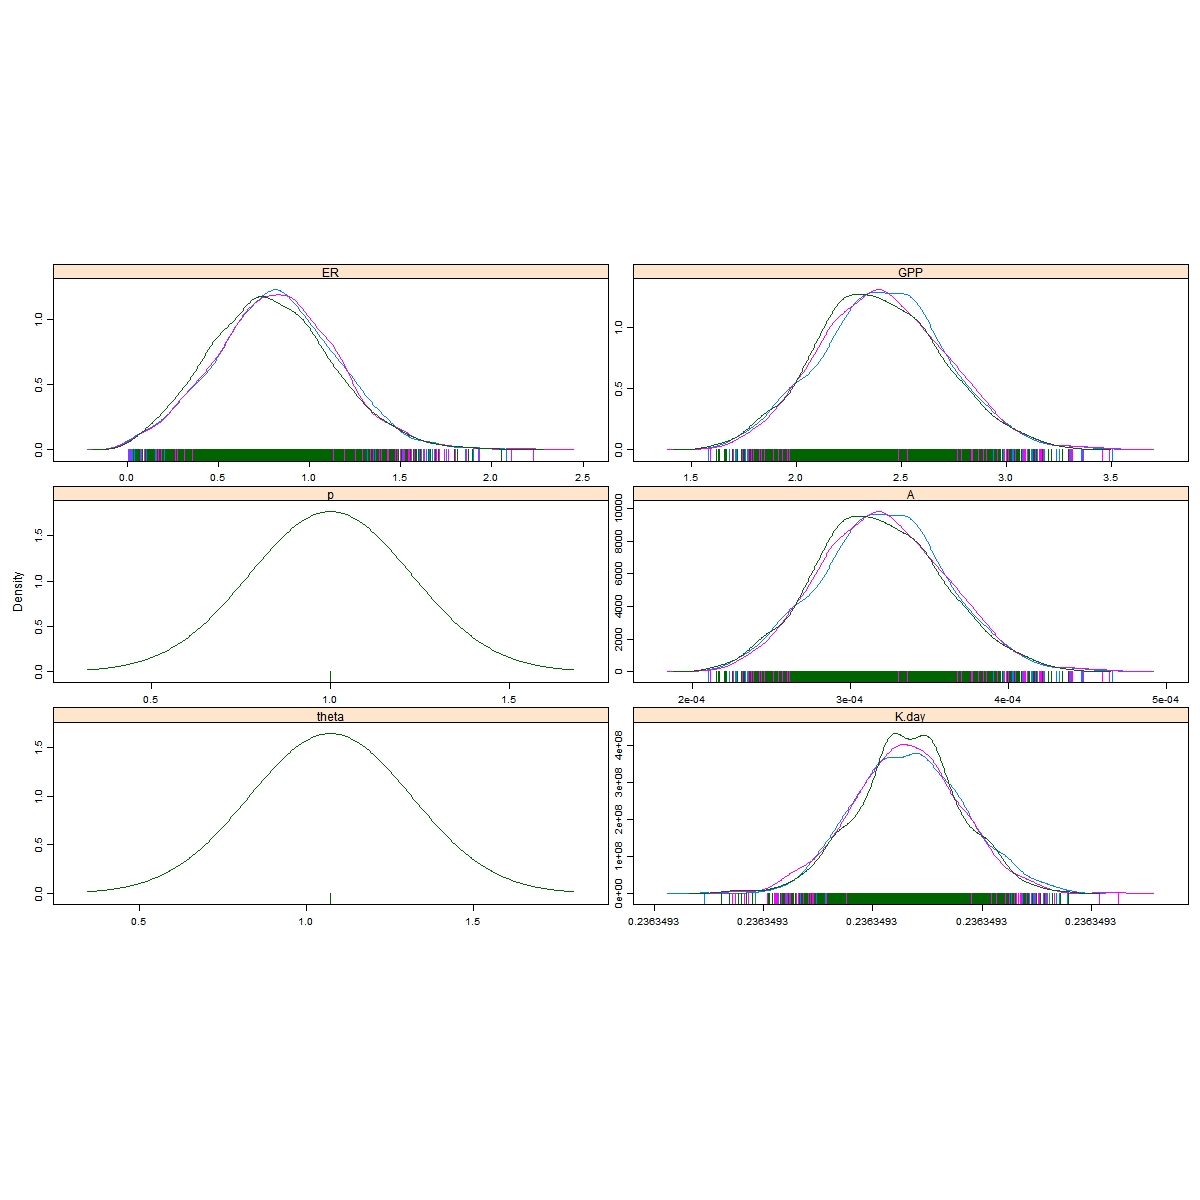 ER
GPP
0.0 0.5 1.0
0.0 0.5 1.0
0.0 0.5 1.0 1.5 2.0 2.5
1.5 2.0 2.5 3.0 3.5
p
A
Density
0.0 0.5 1.0 1.5
0 2000 4000 6000 8000 10000
0.5 1.0 1.5
2e-04 3e-04 4e-04 5e-04
theta
K.day
0.0 0.5 1.0 1.5
0e+00 1e+08 2e+08 3e+08 4e+08
0.5 1.0 1.5
0.2363493 0.2363493 0.2363493 0.2363493 0.2363493